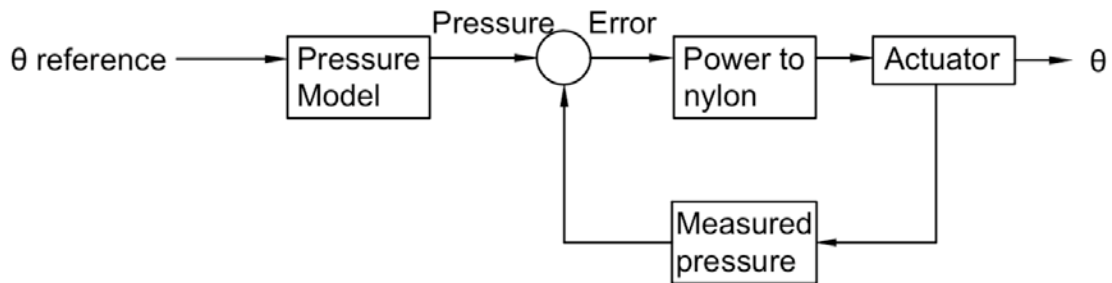 Pressure
Error
θ reference
Pressure
Model
Power to
nylon
Actuator
θ
Measured
pressure